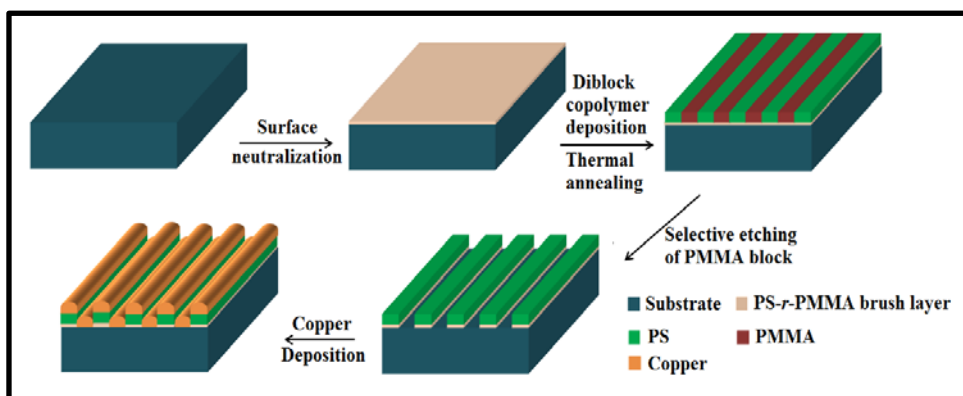 Surface
neutralization
Diblock
copolymer
deposition
Thermal
annealing
Selective etching
of PMMA block
Copper
Deposition
Substrate
PS-r-PMMA brush layer
PS
PMMA
Copper